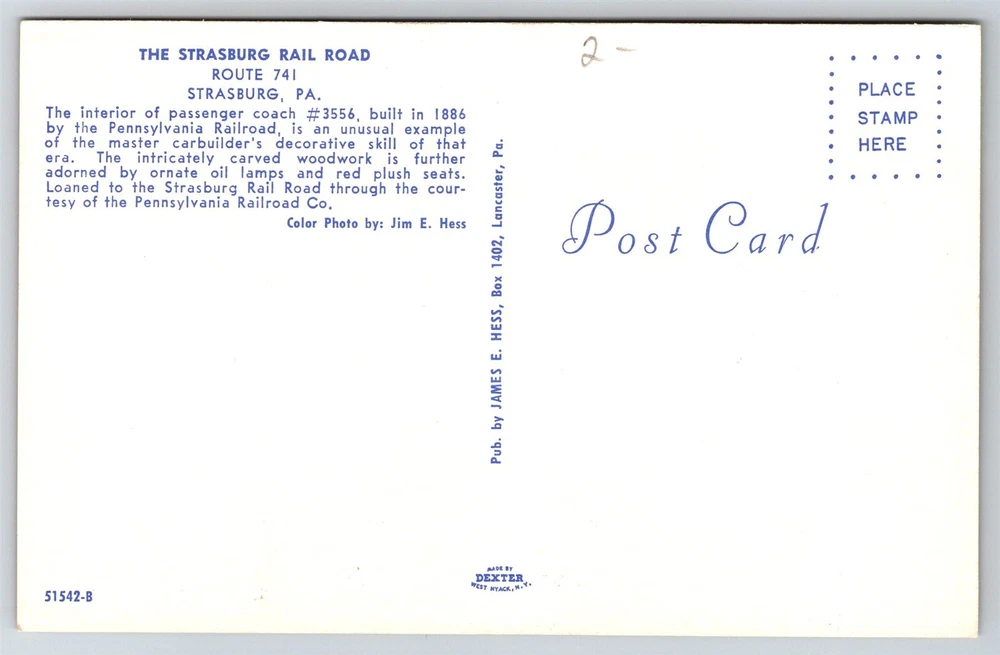 THE STRASBURG RAIL ROAD
ROUTE 741
STRASBURG, PA.
The interior of passenger coach #3556, built in 1886
by the Pennsylvania Railroad, is an unusual example
of the master carbuilder's decorative skill of that
era. The intricately carved woodwork is further
adorned by ornate oil lamps and red plush seats.
Loaned to the Strasburg Rail Road through the cour-
tesy of the Pennsylvania Railroad Co.
Color Photo by: Jim E. Hess
51542-B
Pub. by JAMES E. HESS, Box 1402, Lancaster, Pa.
MADE BY
DEXTER
WEST NYACK, N.Y.
2-
PLACE
STAMP
HERE
Post Card